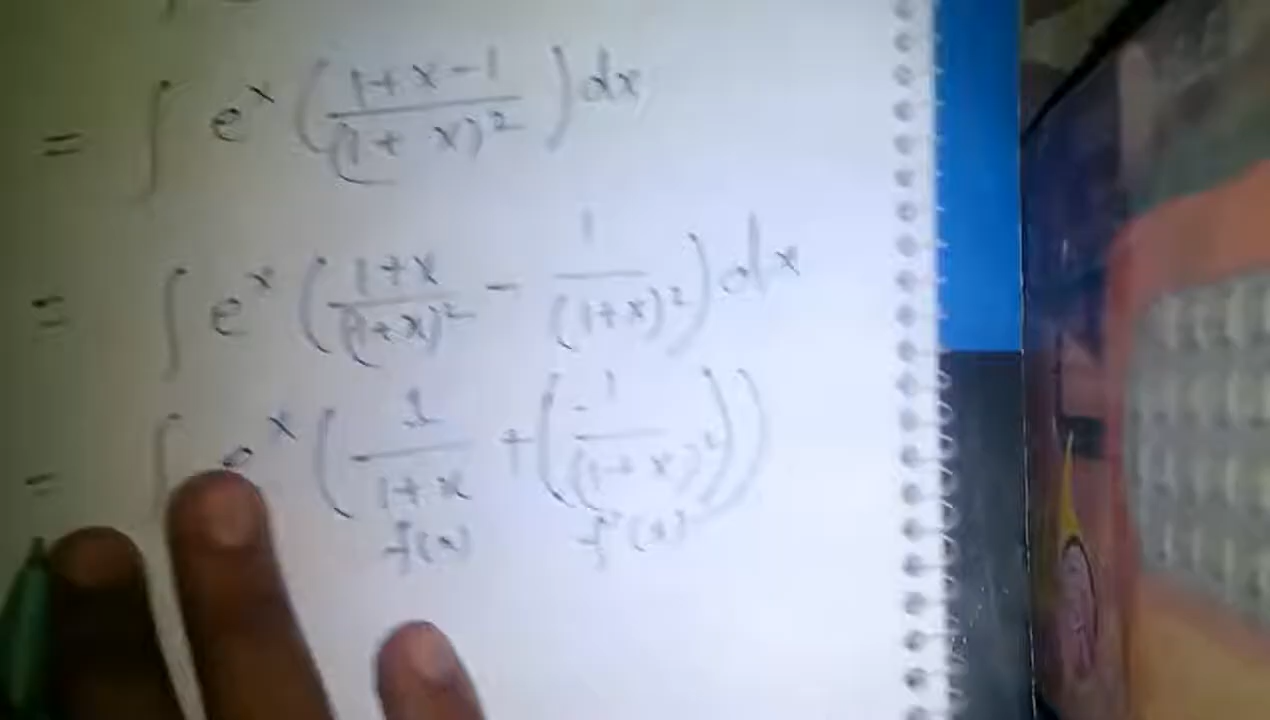 = ∫ e^x ((1+x-1)/(1+x)^2) dx
= ∫ e^x ((1+x)/(1+x)^2 - 1/(1+x)^2) dx
= ∫ e^x (1/(1+x) + (-1/(1+x)^2))
f(x) f'(x)